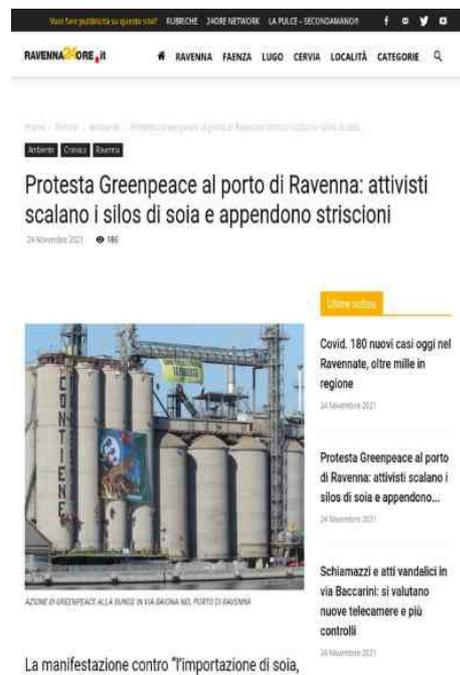 Vuoi fare pubblicità su questo sito? RUBRICHE 24ORE NETWORK LA PULCE - SECONDAMANO®
RAVENNA24ORE.it
RAVENNA FAENZA LUGO CERVIA LOCALITÀ CATEGORIE
Ambiente Cronaca Ravenna
Protesta Greenpeace al porto di Ravenna: attivisti
scalano i silos di soia e appendono striscioni
24 Novembre 2021 186
CONTIENE
AZIONE DI GREENPEACE ALLA BUNGE IN VIA BAIONA NEL PORTO DI RAVENNA
La manifestazione contro "l'importazione di soia,
Ultime notizie
Covid. 180 nuovi casi oggi nel
Ravennate, oltre mille in
regione
24 Novembre 2021
Protesta Greenpeace al porto
di Ravenna: attivisti scalano i
silos di soia e appendono...
24 Novembre 2021
Schiamazzi e atti vandalici in
via Baccarini: si valutano
nuove telecamere e più
controlli
24 Novembre 2021